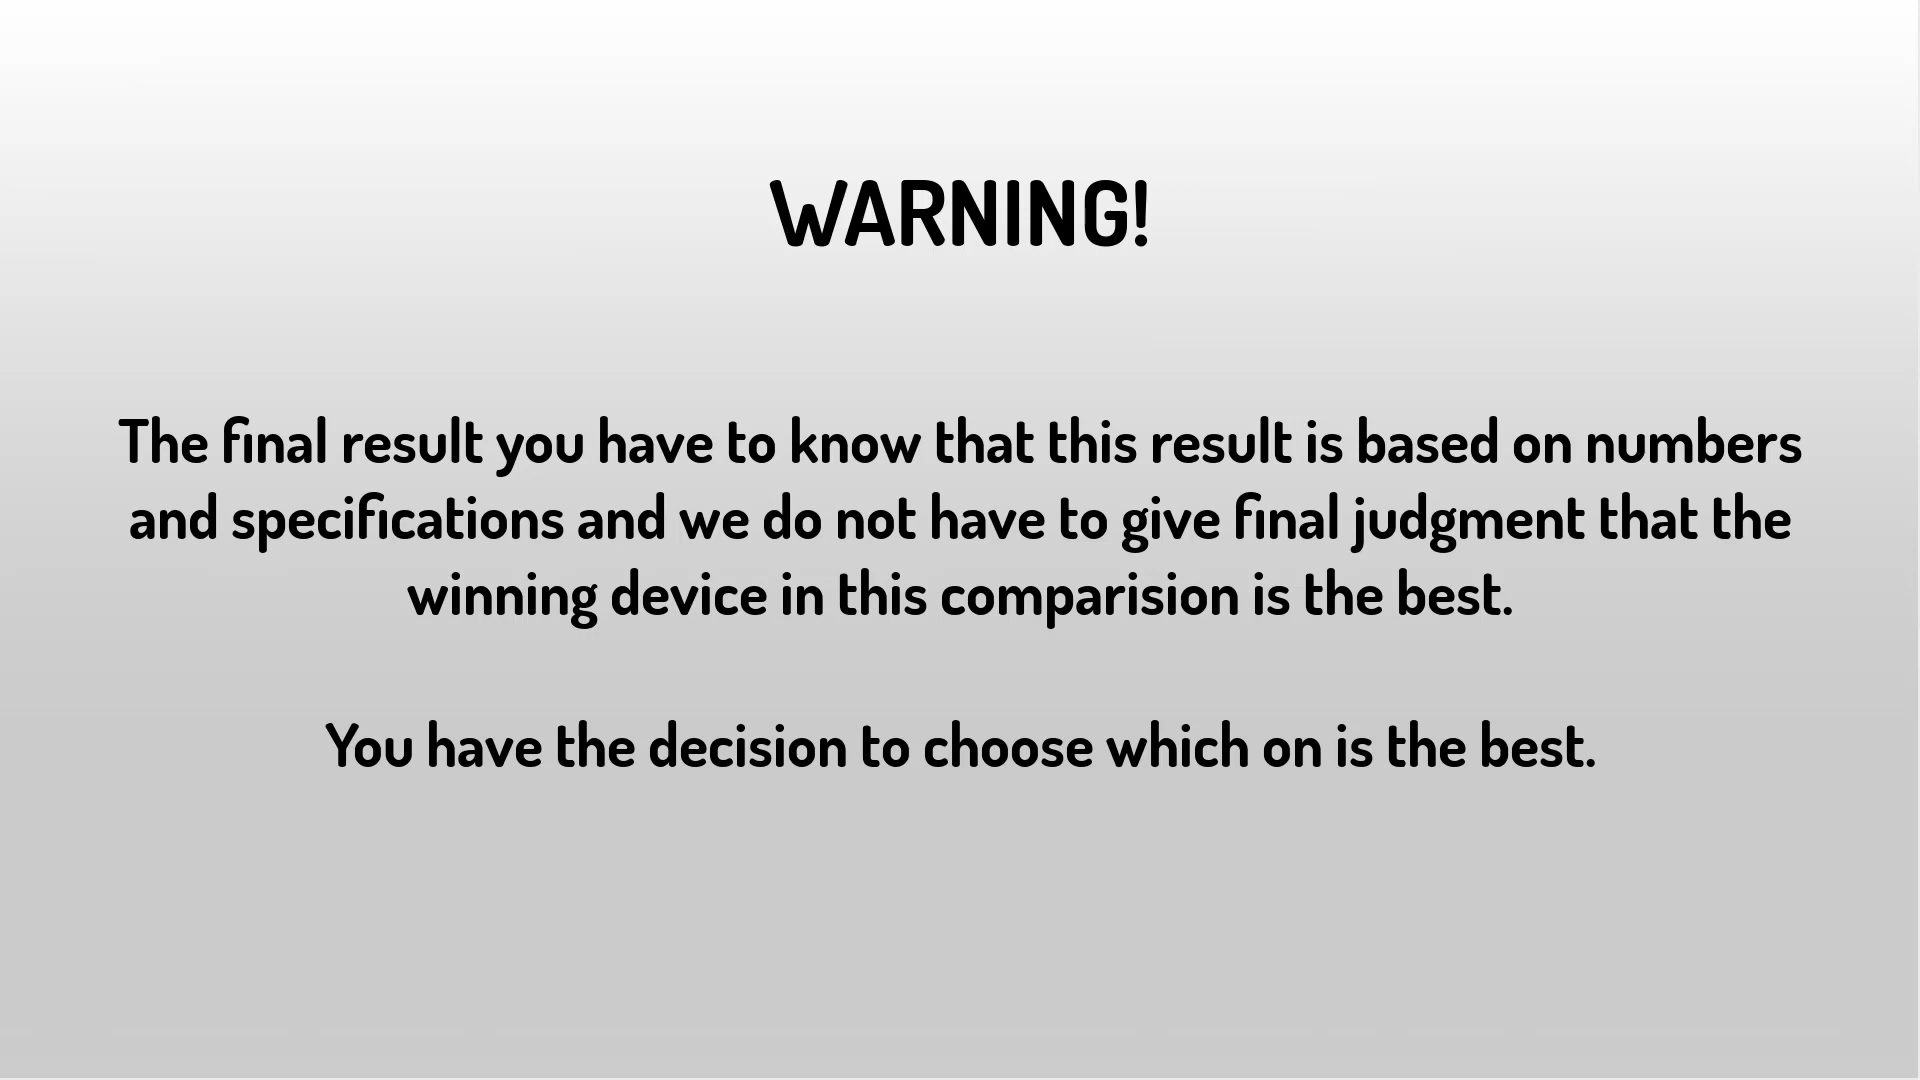 WARNING!
The final result you have to know that this result is based on numbers
and specifications and we do not have to give final judgment that the
winning device in this comparision is the best.
You have the decision to choose which on is the best.